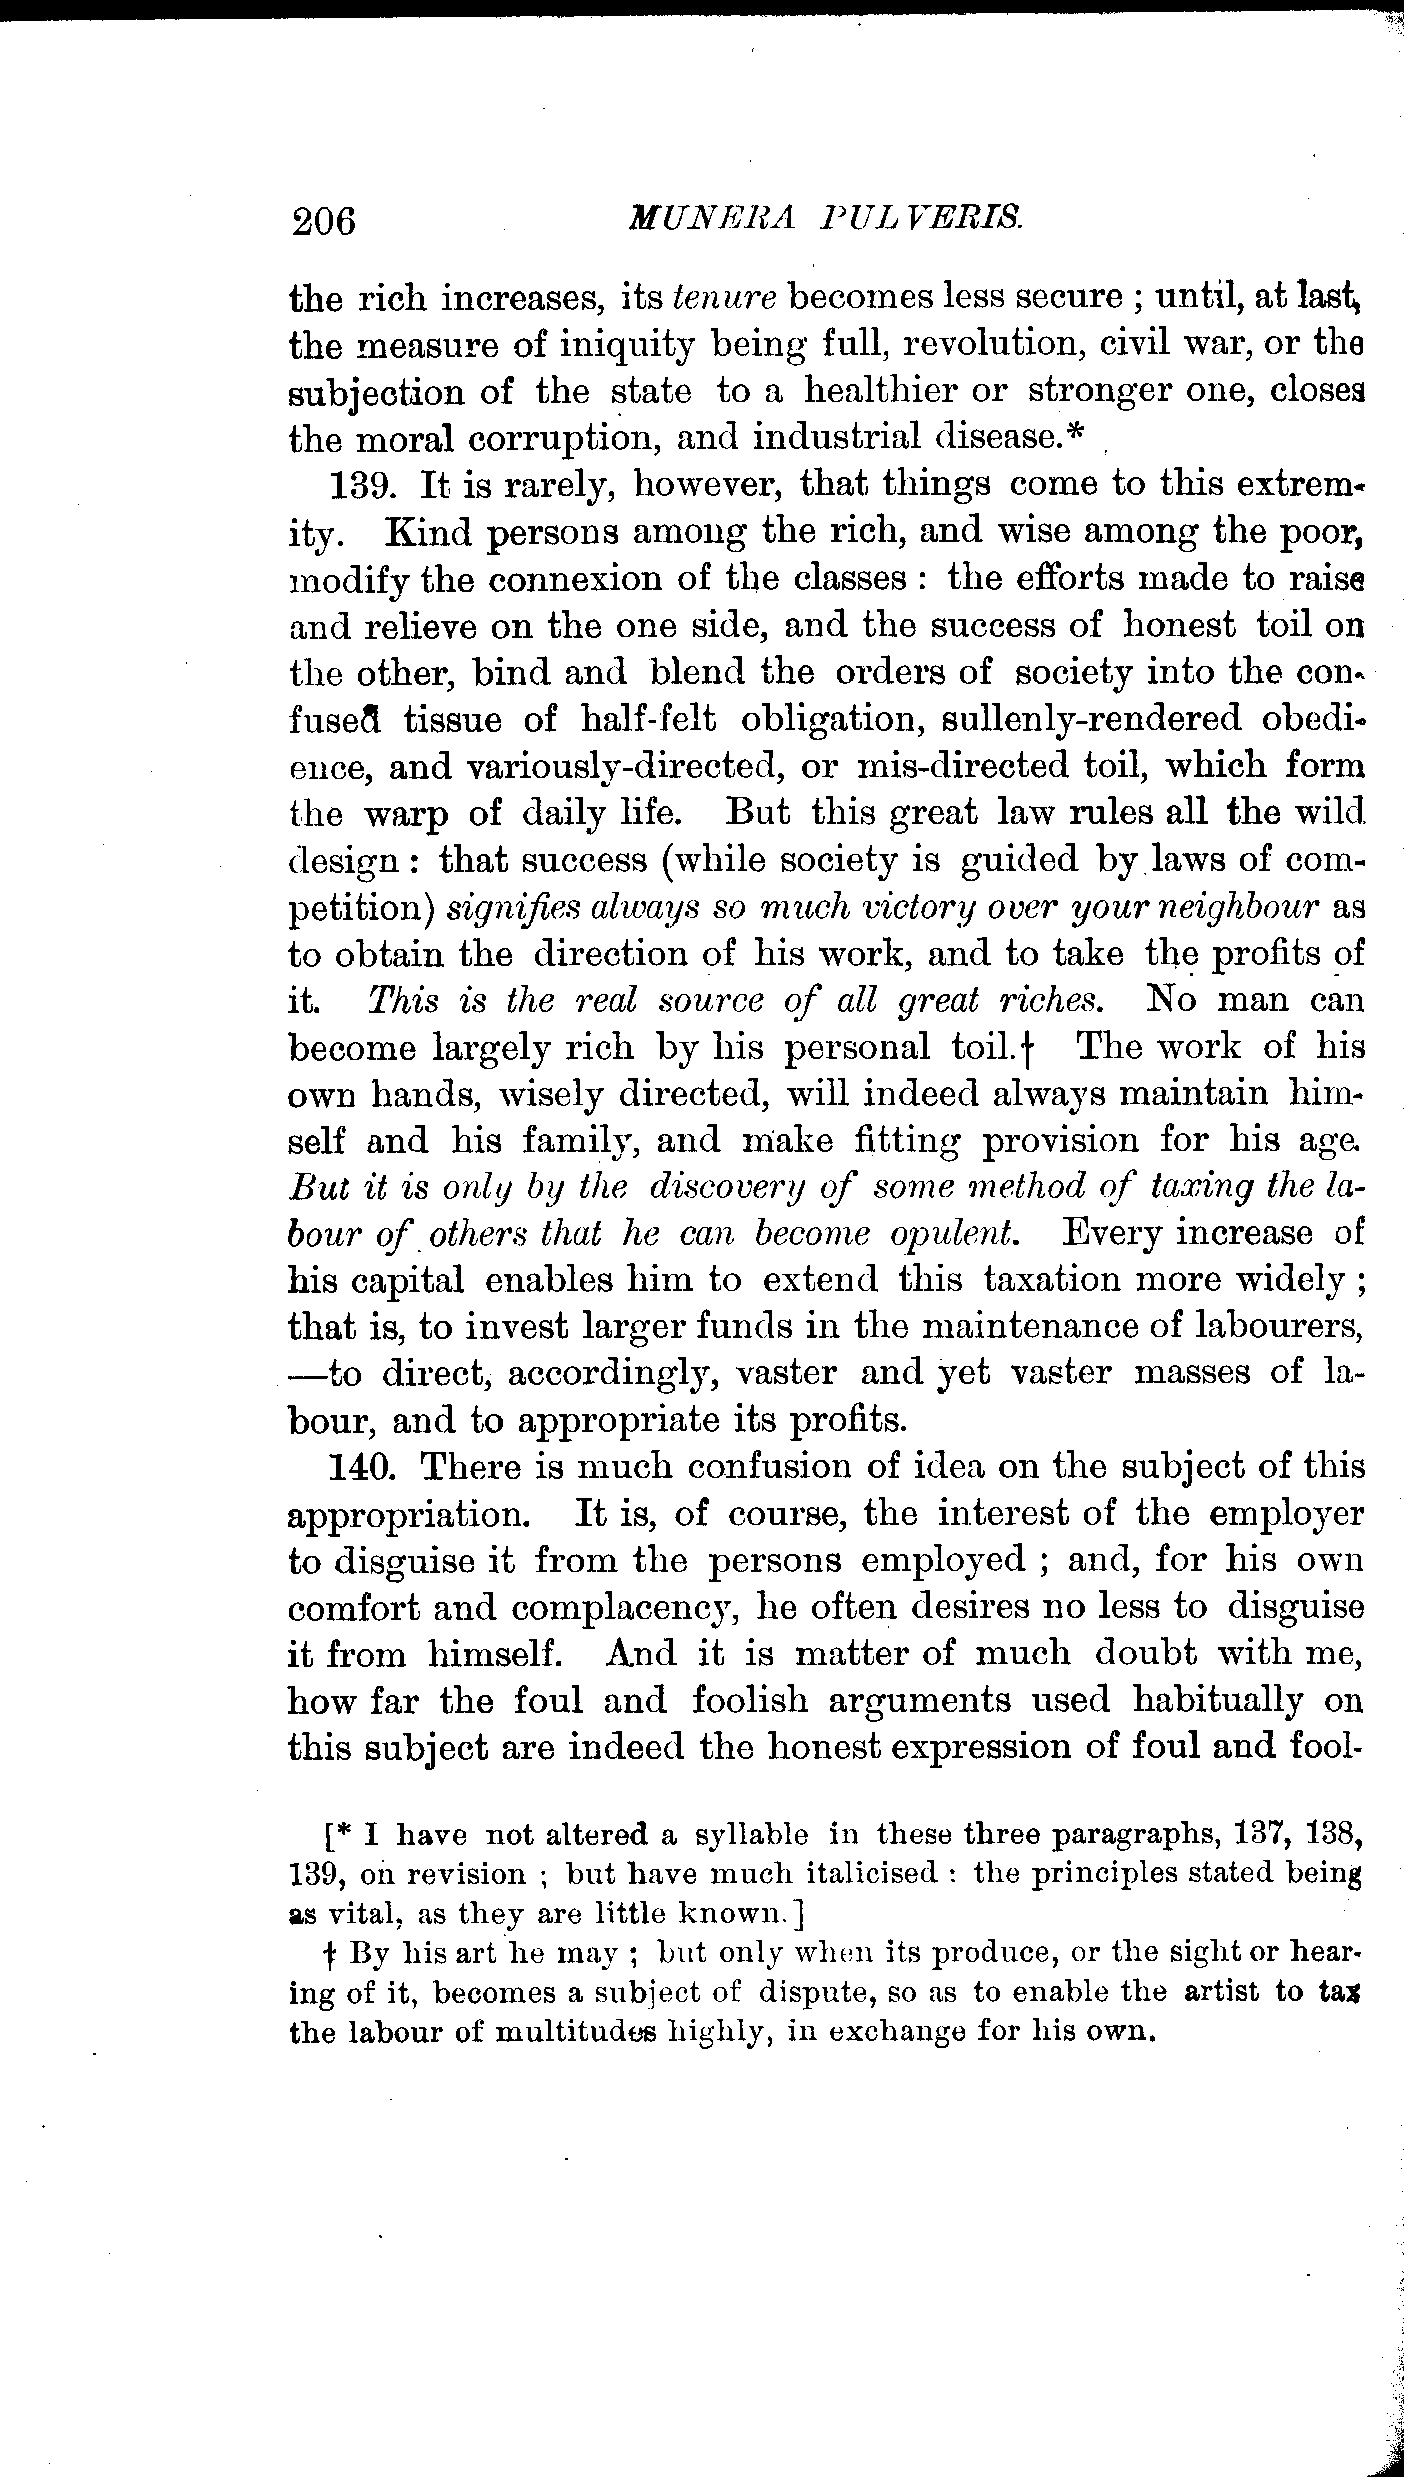 206 MUNERA PULVERIS.
the rich increases, its tenure becomes less secure ; until, at last,
the measure of iniquity being full, revolution, civil war, or the
subjection of the state to a healthier or stronger one, closes
the moral corruption, and industrial disease.*
139. It is rarely, however, that things come to this extrem-
ity. Kind persons among the rich, and wise among the poor,
modify the connexion of the classes : the efforts made to raise
and relieve on the one side, and the success of honest toil on
the other, bind and blend the orders of society into the con-
fused tissue of half-felt obligation, sullenly-rendered obedi-
ence, and variously-directed, or mis-directed toil, which form
the warp of daily life. But this great law rules all the wild
design : that success (while society is guided by laws of com-
petition) signifies always so much victory over your neighbour as
to obtain the direction of his work, and to take the profits of
it. This is the real source of all great riches. No man can
become largely rich by his personal toil.† The work of his
own hands, wisely directed, will indeed always maintain him-
self and his family, and make fitting provision for his age.
But it is only by the discovery of some method of taxing the la-
bour of others that he can become opulent. Every increase of
his capital enables him to extend this taxation more widely ;
that is, to invest larger funds in the maintenance of labourers,
—to direct, accordingly, vaster and yet vaster masses of la-
bour, and to appropriate its profits.
140. There is much confusion of idea on the subject of this
appropriation. It is, of course, the interest of the employer
to disguise it from the persons employed ; and, for his own
comfort and complacency, he often desires no less to disguise
it from himself. And it is matter of much doubt with me,
how far the foul and foolish arguments used habitually on
this subject are indeed the honest expression of foul and fool-
[* I have not altered a syllable in these three paragraphs, 137, 138,
139, on revision ; but have much italicised : the principles stated being
as vital, as they are little known.]
† By his art he may ; but only when its produce, or the sight or hear-
ing of it, becomes a subject of dispute, so as to enable the artist to tax
the labour of multitudes highly, in exchange for his own.